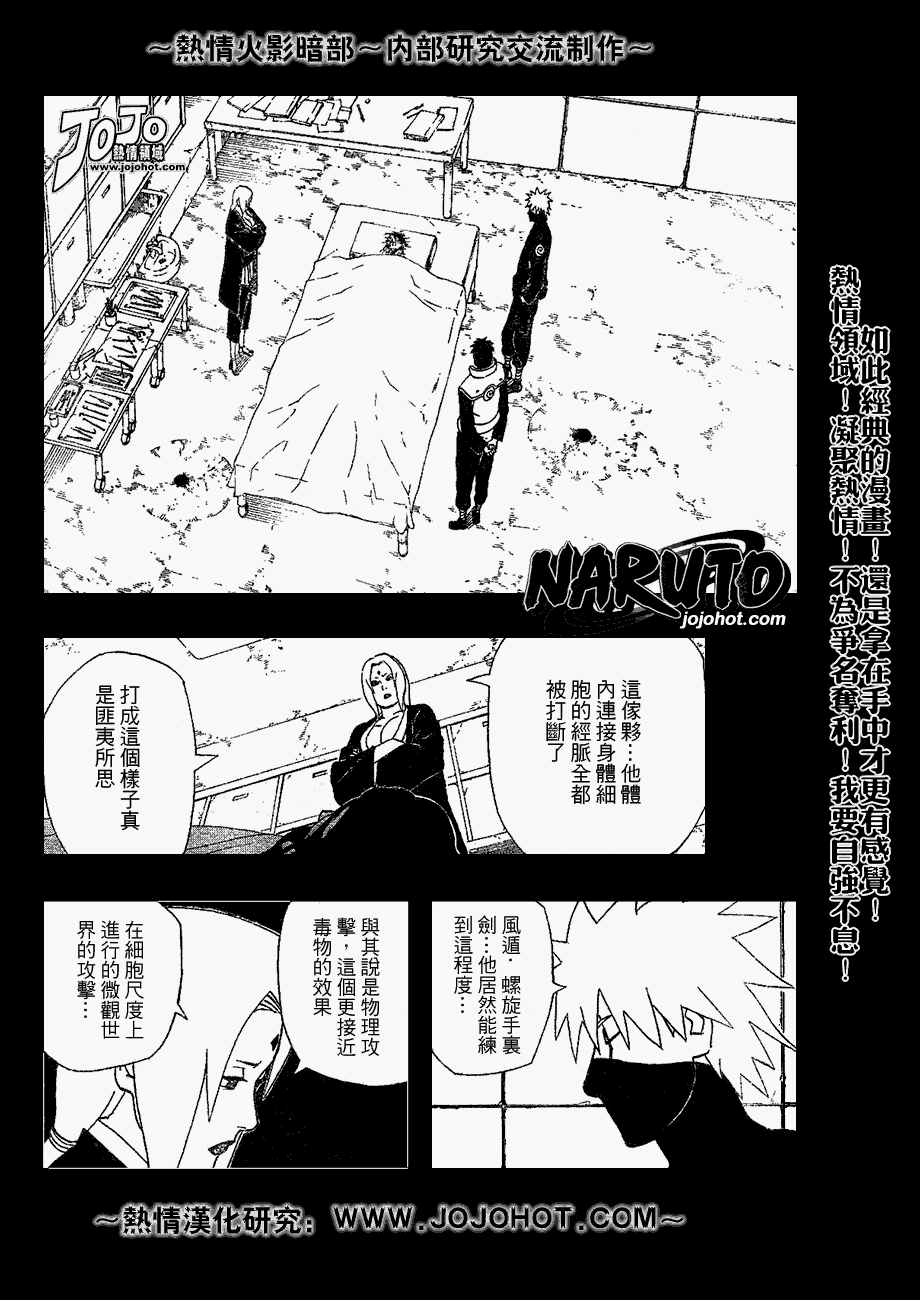 ～熱情火影暗部～內部研究交流制作～
JOJO
熱情領域
www.jojohot.com
NARUTO
jojohot.com
如此經典的漫畫！還是拿在手中才更有感覺！
熱情領域！凝聚熱情！不為爭名奪利！我要自強不息！
這傢夥…他體
內連接身體細
胞的經脈全都
被打斷了
打成這個樣子真
是匪夷所思
風遁．螺旋手裏
劍…他居然能練
到這程度…
與其說是物理攻
擊，這個更接近
毒物的效果
在細胞尺度上
進行的微觀世
界的攻擊…
～熱情漢化研究：WWW.JOJOHOT.COM～